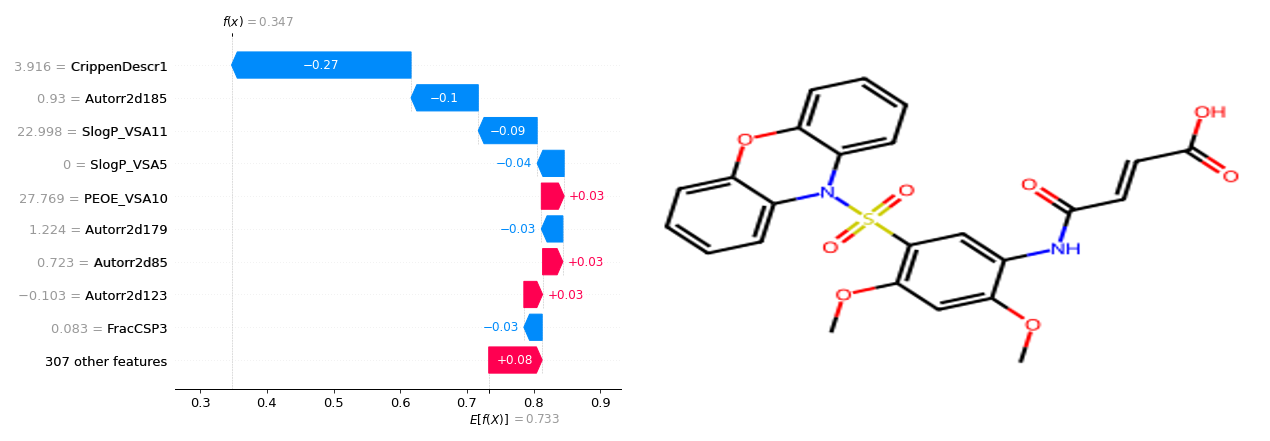 f(x) = 0.347
3.916 = CrippenDescr1
−0.27
0.93 = Autorr2d185
−0.1
22.998 = SlogP_VSA11
−0.09
0 = SlogP_VSA5
−0.04
27.769 = PEOE_VSA10
+0.03
1.224 = Autorr2d179
−0.03
0.723 = Autorr2d85
+0.03
−0.103 = Autorr2d123
+0.03
0.083 = FracCSP3
−0.03
307 other features
+0.08
0.3 0.4 0.5 0.6 0.7 0.8 0.9
E[f(X)] = 0.733
O
N
S
O
O
O
O
NH
O
OH
O